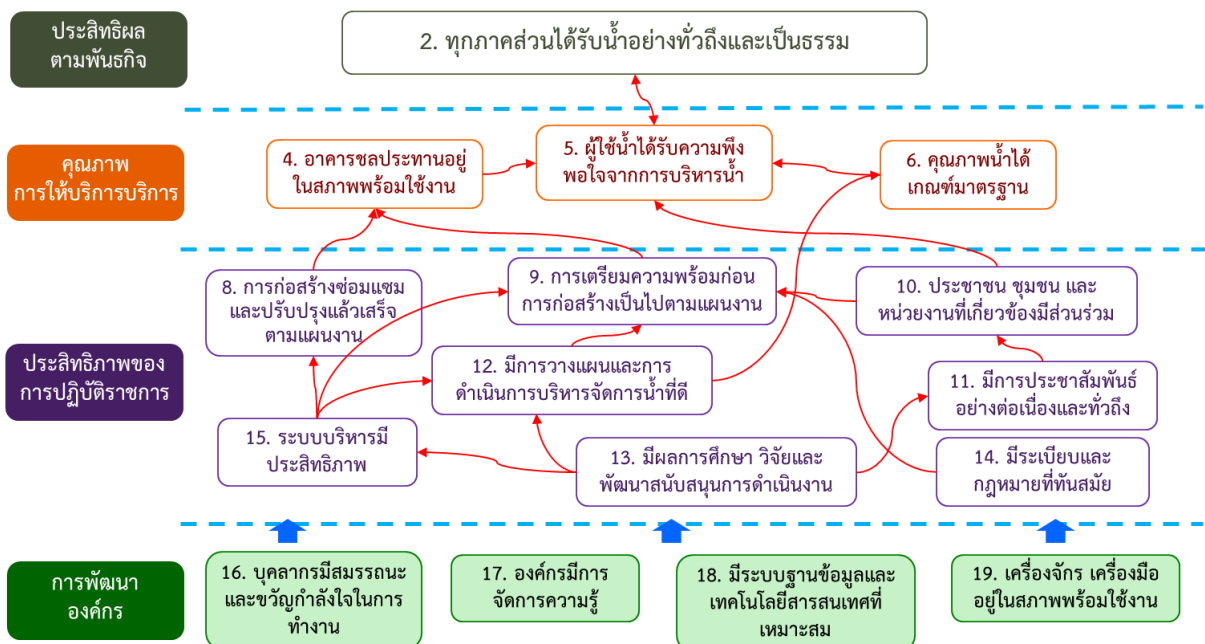 ประสิทธิผล
ตามพันธกิจ
2. ทุกภาคส่วนได้รับน้ำอย่างทั่วถึงและเป็นธรรม
คุณภาพ
การให้บริการบริการ
4. อาคารชลประทานอยู่
ในสภาพพร้อมใช้งาน
5. ผู้ใช้น้ำได้รับความพึง
พอใจจากการบริหารน้ำ
6. คุณภาพน้ำได้
เกณฑ์มาตรฐาน
ประสิทธิภาพของ
การปฏิบัติราชการ
8. การก่อสร้างซ่อมแซม
และปรับปรุงแล้วเสร็จ
ตามแผนงาน
9. การเตรียมความพร้อมก่อน
การก่อสร้างเป็นไปตามแผนงาน
10. ประชาชน ชุมชน และ
หน่วยงานที่เกี่ยวข้องมีส่วนร่วม
12. มีการวางแผนและการ
ดำเนินการบริหารจัดการน้ำที่ดี
11. มีการประชาสัมพันธ์
อย่างต่อเนื่องและทั่วถึง
15. ระบบบริหารมี
ประสิทธิภาพ
13. มีผลการศึกษา วิจัยและ
พัฒนาสนับสนุนการดำเนินงาน
14. มีระเบียบและ
กฎหมายที่ทันสมัย
การพัฒนา
องค์กร
16. บุคลากรมีสมรรถนะ
และขวัญกำลังใจในการ
ทำงาน
17. องค์กรมีการ
จัดการความรู้
18. มีระบบฐานข้อมูลและ
เทคโนโลยีสารสนเทศที่
เหมาะสม
19. เครื่องจักร เครื่องมือ
อยู่ในสภาพพร้อมใช้งาน